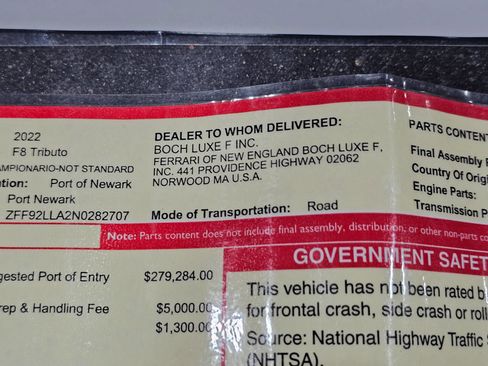 2022
F8 Tributo
AMPIONARIO-NOT STANDARD
tion: Port of Newark
Port Newark
ZFF92LLA2N0282707
DEALER TO WHOM DELIVERED:
BOCH LUXE F INC.
FERRARI OF NEW ENGLAND BOCH LUXE F,
INC. 441 PROVIDENCE HIGHWAY 02062
NORWOOD MA U.S.A.
Mode of Transportation: Road
PARTS CONTENT
Final Assembly P
Country Of Origi
Engine Parts:
Transmission P
Note: Parts content does not include final assembly, distribution, or other non-parts co
gested Port of Entry $279,284.00
rep & Handling Fee $5,000.00
$1,300.00
GOVERNMENT SAFET
This vehicle has not been rated b
for frontal crash, side crash or roll
Source: National Highway Traffic S
(NHTSA).